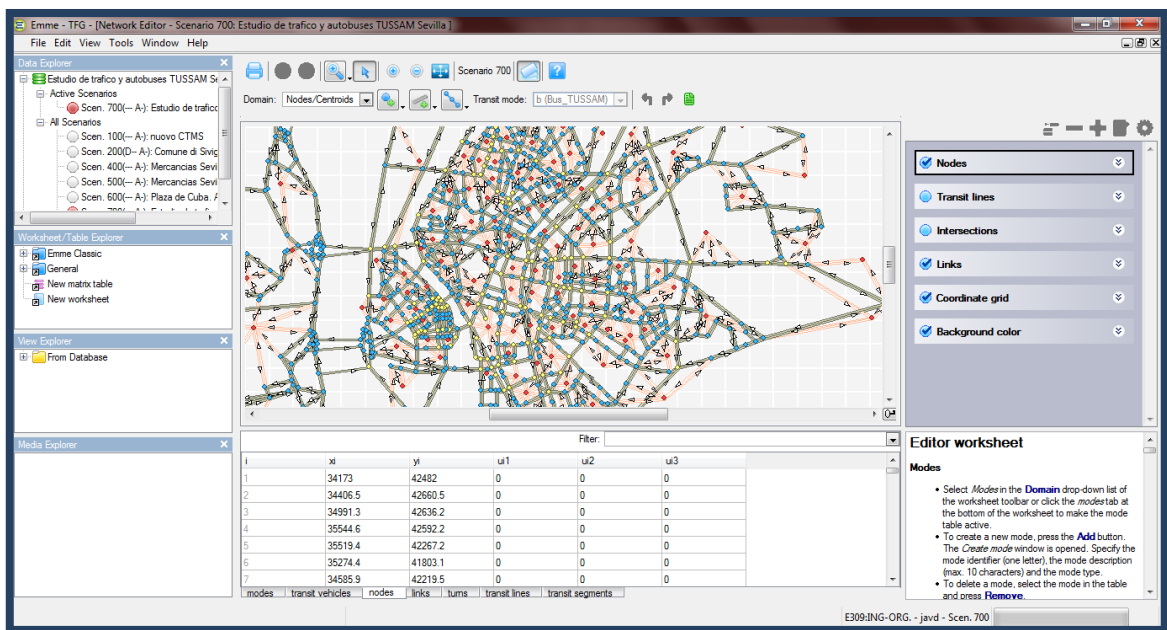 Emme - TFG - [Network Editor - Scenario 700: Estudio de trafico y autobuses TUSSAM Sevilla ]
File Edit View Tools Window Help
Data Explorer
Estudio de trafico y autobuses TUSSAM Se
Active Scenarios
Scen. 700(--- A-): Estudio de trafico
All Scenarios
Scen. 100(--- A-): nuovo CTMS
Scen. 200(D-- A-): Comune di Sivig
Scen. 400(--- A-): Mercancias Sevi
Scen. 500(--- A-): Mercancias Sevi
Scen. 600(--- A-): Plaza de Cuba. A
Worksheet/Table Explorer
Emme Classic
General
New matrix table
New worksheet
View Explorer
From Database
Media Explorer
Scenario 700
Domain: Nodes/Centroids Transit mode: b (Bus_TUSSAM)
Filter:
i xi yi ui1 ui2 ui3
1 34173 42482 0 0 0
2 34406.5 42660.5 0 0 0
3 34991.3 42636.2 0 0 0
4 35544.6 42592.2 0 0 0
5 35519.4 42267.2 0 0 0
6 35274.4 41803.1 0 0 0
7 34585.9 42219.5 0 0 0
modes transit vehicles nodes links turns transit lines transit segments
Nodes
Transit lines
Intersections
Links
Coordinate grid
Background color
Editor worksheet
Modes
• Select Modes in the Domain drop-down list of
the worksheet toolbar or click the modes tab at
the bottom of the worksheet to make the mode
table active.
• To create a new mode, press the Add button.
The Create mode window is opened. Specify the
mode identifier (one letter), the mode description
(max. 10 characters) and the mode type.
• To delete a mode, select the mode in the table
and press Remove.
E309:ING-ORG. - javd - Scen. 700